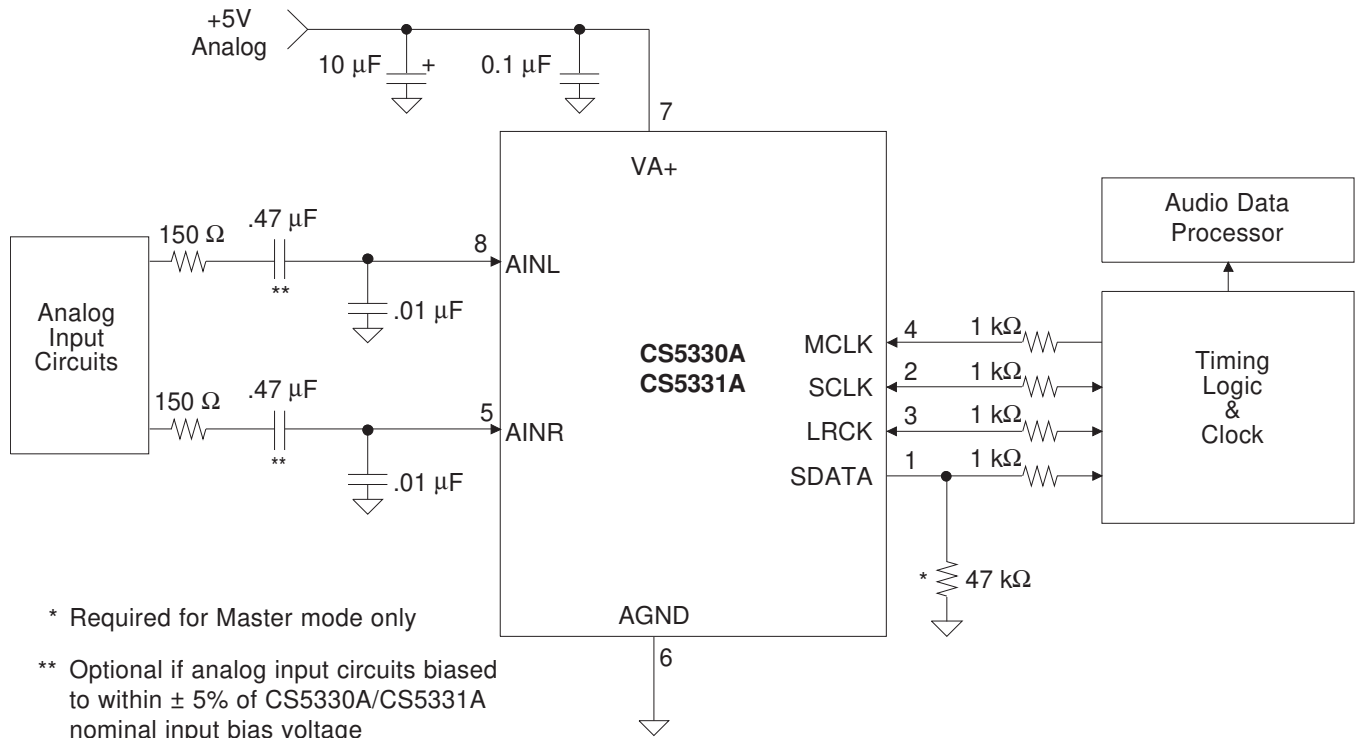 +5V
Analog
10 µF
+
0.1 µF
7
VA+
150 Ω
.47 µF
**
8
AINL
.01 µF
Analog
Input
Circuits
150 Ω
.47 µF
**
5
AINR
.01 µF
CS5330A
CS5331A
MCLK
4
1 kΩ
SCLK
2
1 kΩ
LRCK
3
1 kΩ
SDATA
1
1 kΩ
Audio Data
Processor
Timing
Logic
&
Clock
* 47 kΩ
AGND
6
* Required for Master mode only
** Optional if analog input circuits biased
to within ± 5% of CS5330A/CS5331A
nominal input bias voltage